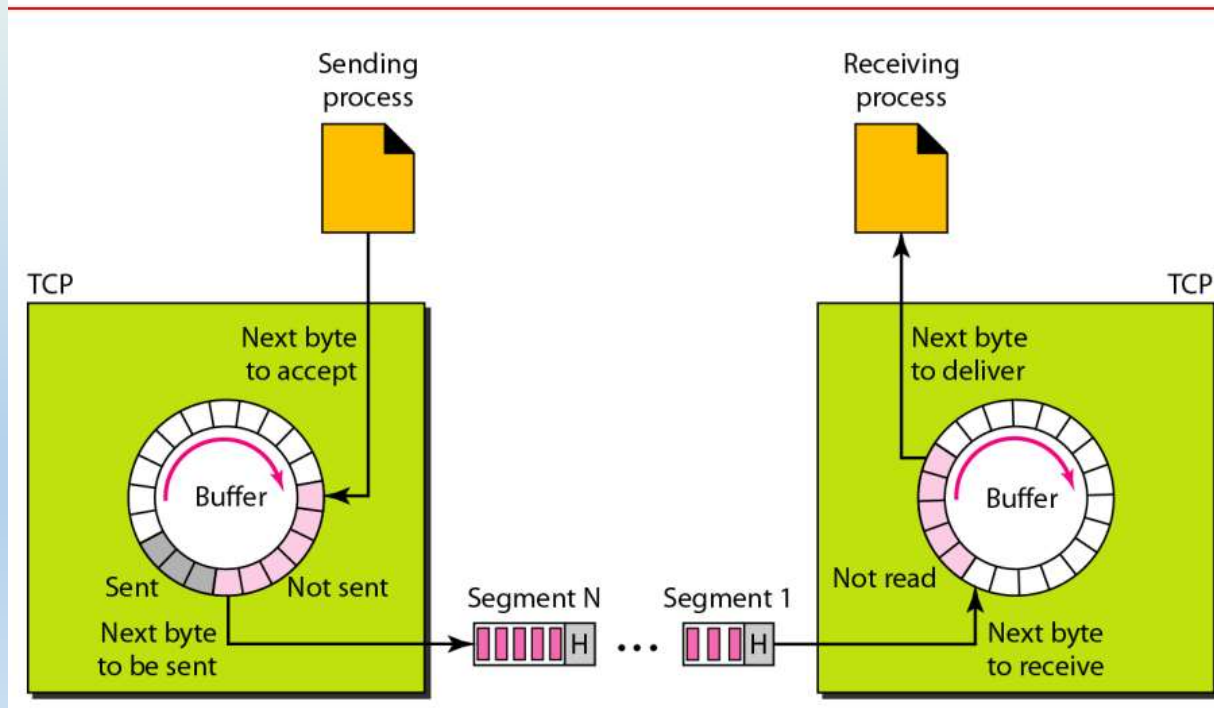 Sending
process
Receiving
process
TCP
TCP
Next byte
to accept
Next byte
to deliver
Buffer
Buffer
Sent
Not sent
Not read
Segment N
Segment 1
H
...
H
Next byte
to be sent
Next byte
to receive